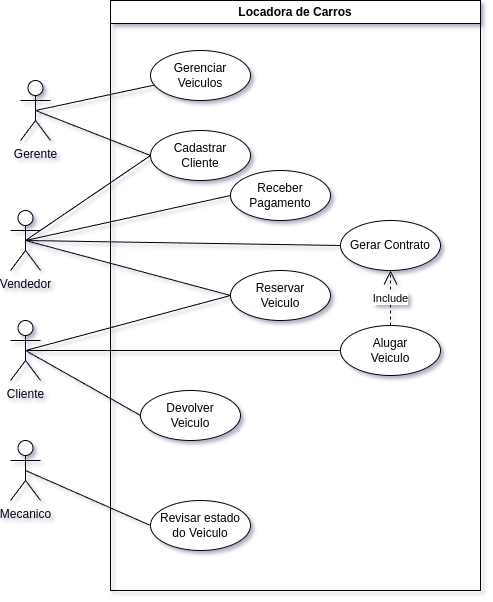 Locadora de Carros
Gerenciar
Veiculos
Gerente
Cadastrar
Cliente
Receber
Pagamento
Gerar Contrato
Vendedor
Reservar
Veiculo
Include
Alugar
Veiculo
Cliente
Devolver
Veiculo
Mecanico
Revisar estado
do Veiculo